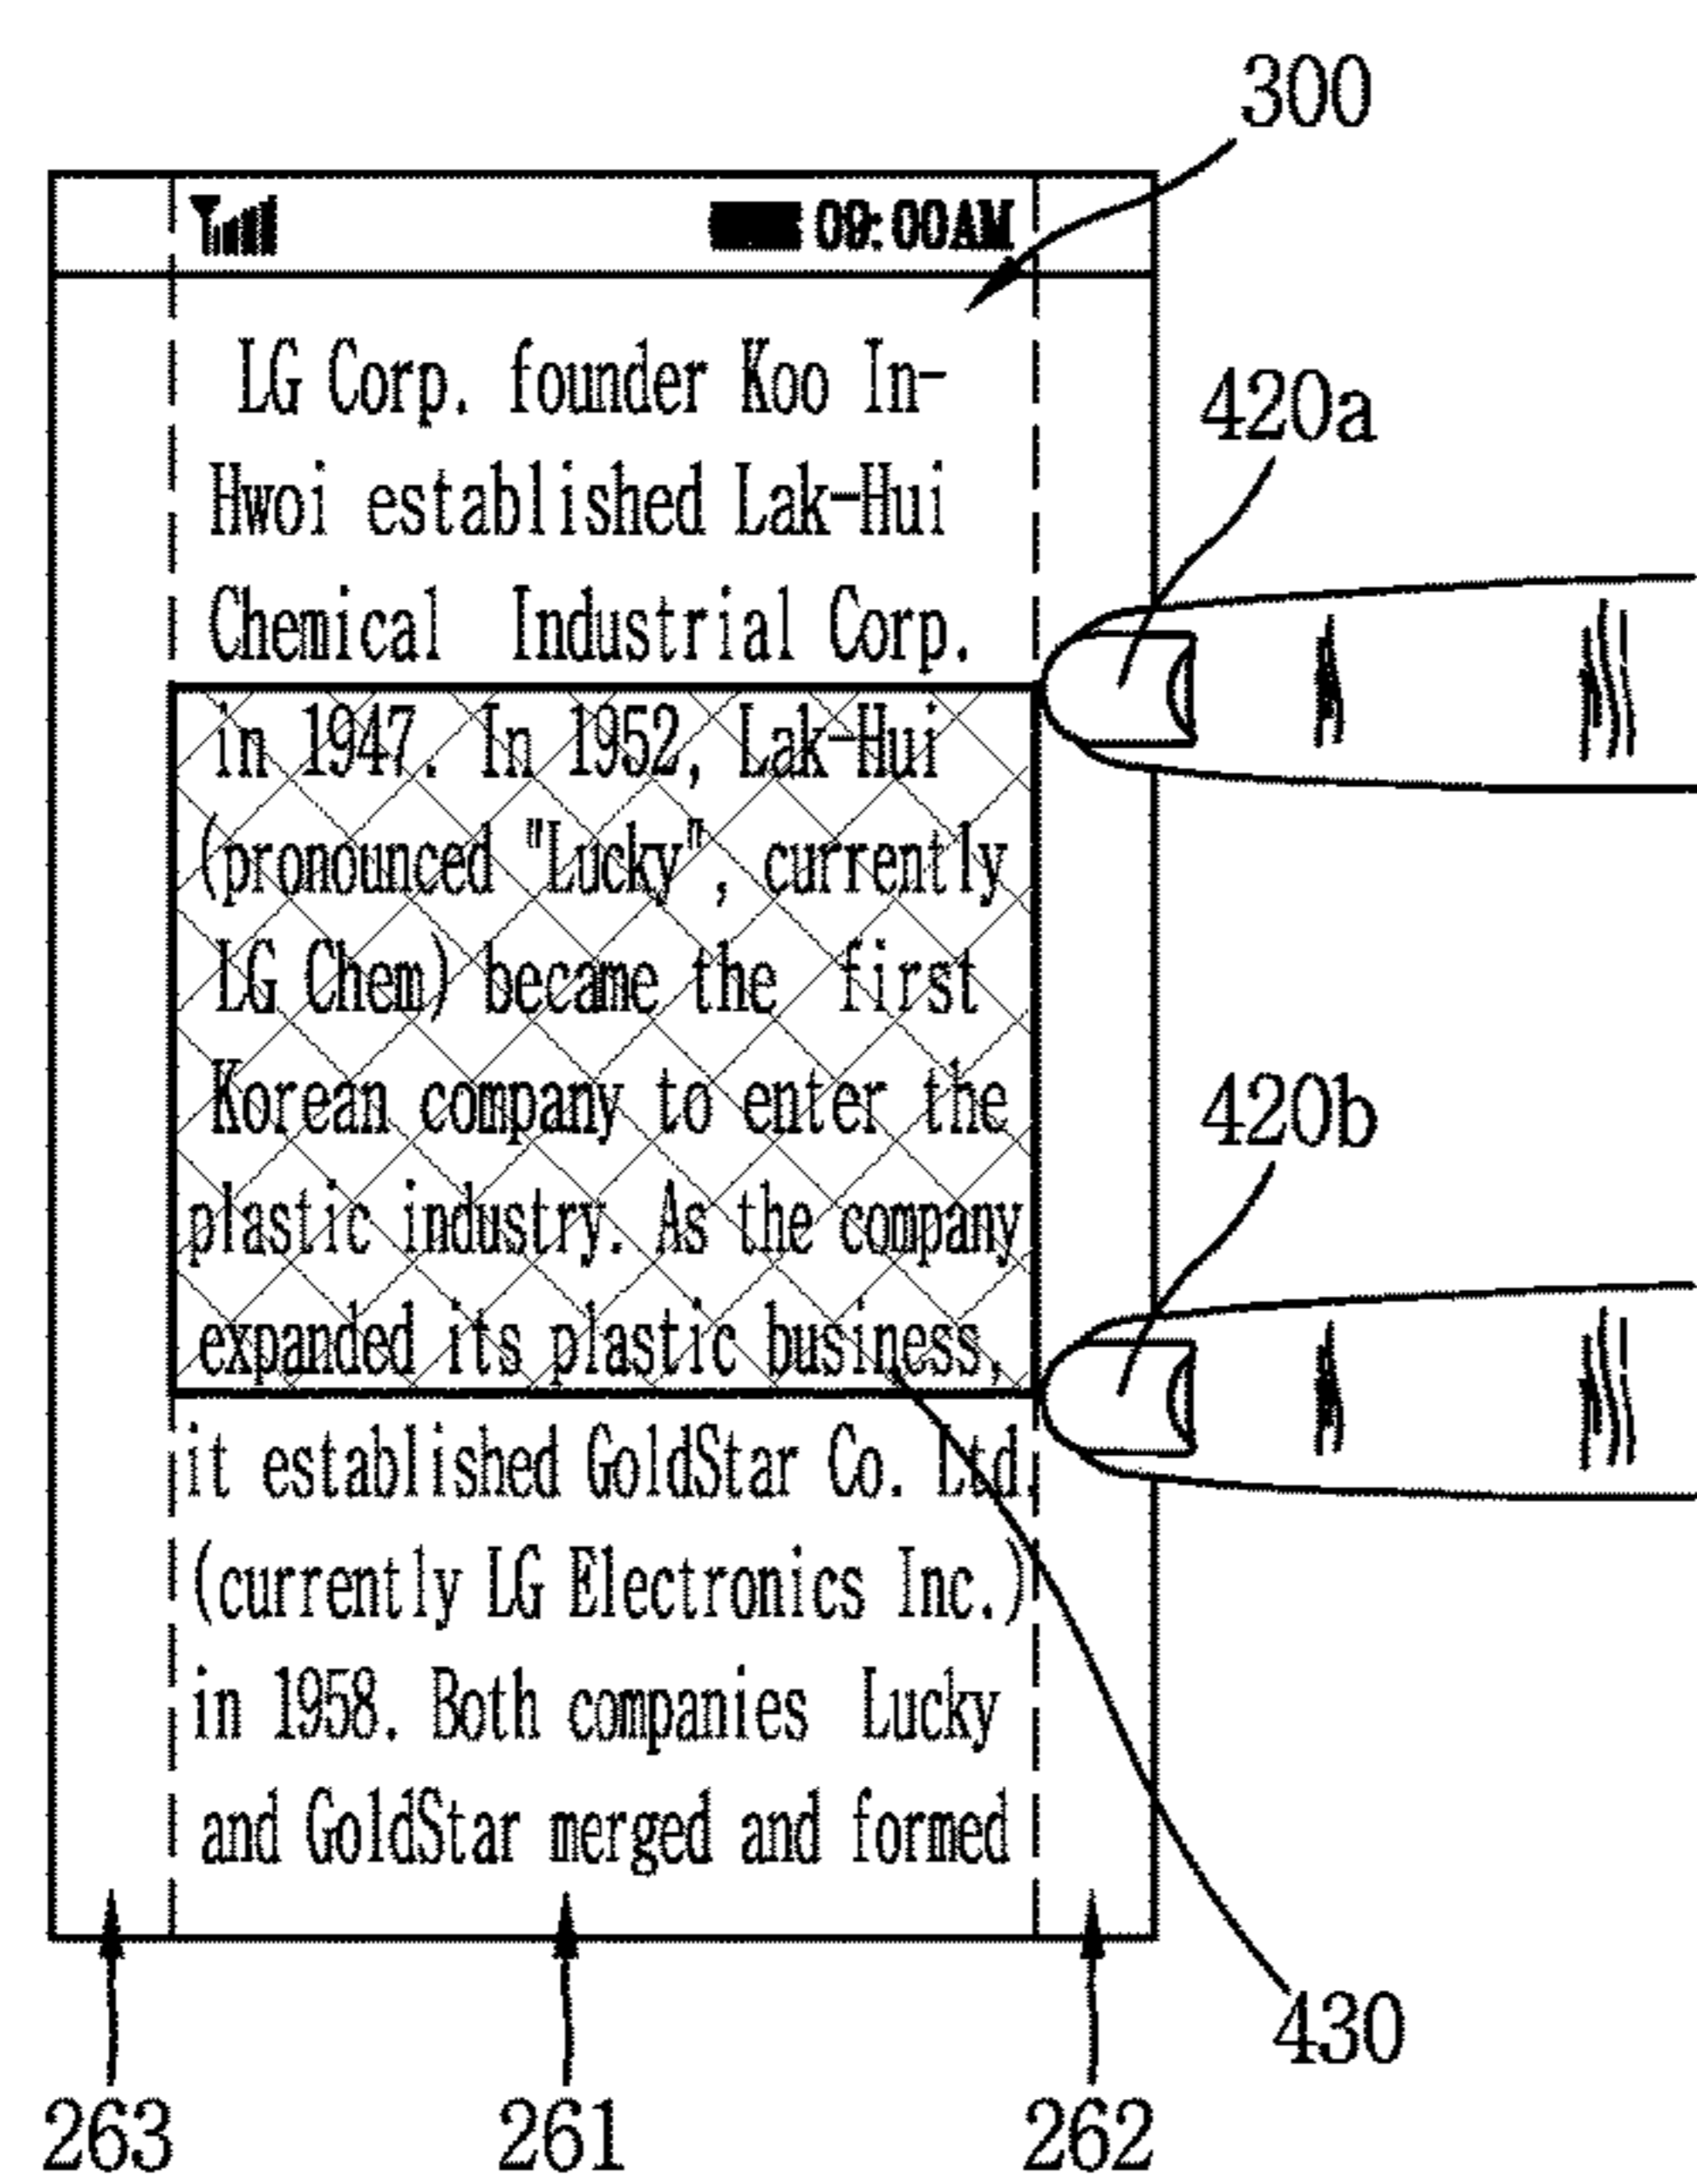 300
09:00AM
LG Corp. founder Koo In-
420a
Hwoi established Lak-Hui
Chemical Industrial Corp.
in 1947. In 1952, Lak-Hui
(pronounced "Lucky", currently
LG Chem) became the first
Korean company to enter the
420b
plastic industry. As the company
expanded its plastic business,
it established GoldStar Co. Ltd.
(currently LG Electronics Inc.)
in 1958. Both companies Lucky
and GoldStar merged and formed
430
263 261 262